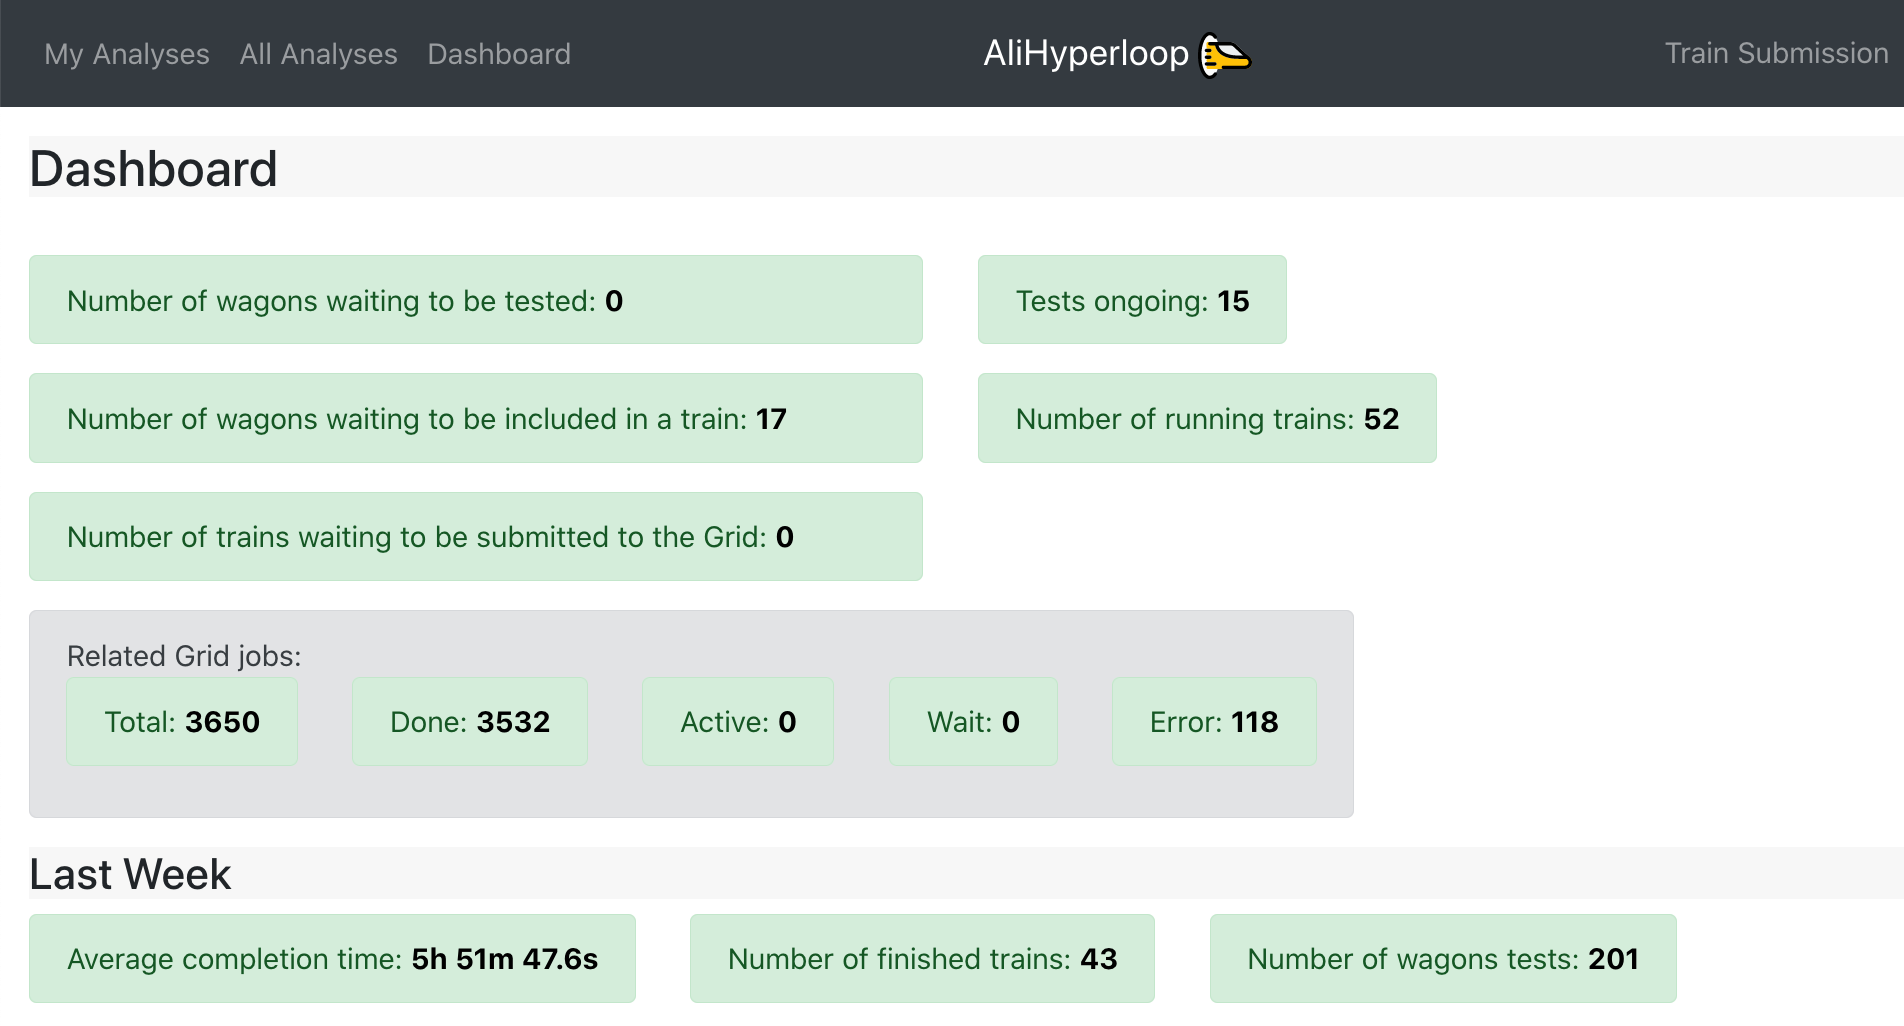 My Analyses All Analyses Dashboard AliHyperloop Train Submission
Dashboard
Number of wagons waiting to be tested: 0
Tests ongoing: 15
Number of wagons waiting to be included in a train: 17
Number of running trains: 52
Number of trains waiting to be submitted to the Grid: 0
Related Grid jobs:
Total: 3650 Done: 3532 Active: 0 Wait: 0 Error: 118
Last Week
Average completion time: 5h 51m 47.6s Number of finished trains: 43 Number of wagons tests: 201